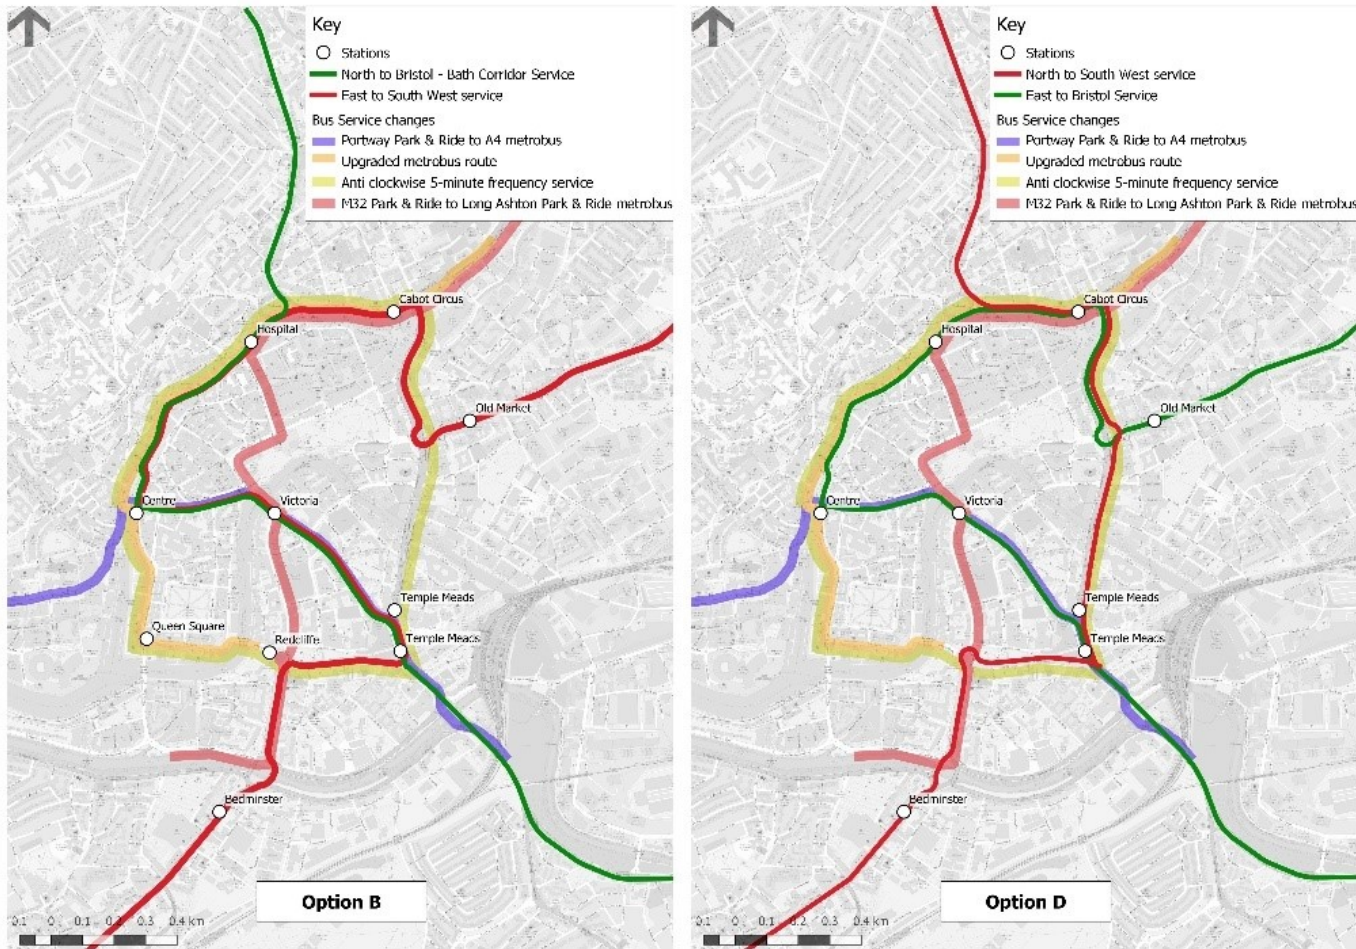 Key
Stations
North to Bristol - Bath Corridor Service
East to South West service
Bus Service changes
Portway Park & Ride to A4 metrobus
Upgraded metrobus route
Anti clockwise 5-minute frequency service
M32 Park & Ride to Long Ashton Park & Ride metrobus
Cabot Circus
Hospital
Old Market
Centre
Victoria
Temple Meads
Queen Square
Redcliffe
Temple Meads
Bedminster
Option B
0.1 0 0.1 0.2 0.3 0.4 km
Key
Stations
North to South West service
East to Bristol Service
Bus Service changes
Portway Park & Ride to A4 metrobus
Upgraded metrobus route
Anti clockwise 5-minute frequency service
M32 Park & Ride to Long Ashton Park & Ride metrobus
Cabot Circus
Hospital
Old Market
Centre
Victoria
Temple Meads
Temple Meads
Bedminster
Option D
0.1 0 0.1 0.2 0.3 0.4 km